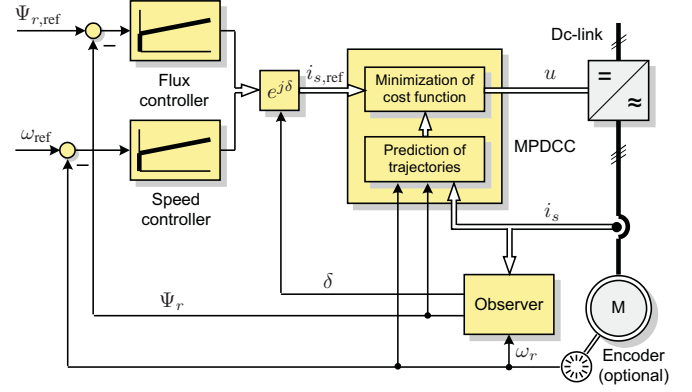 Ψr,ref
Flux
controller
ωref
Speed
controller
e^jδ
is,ref
Minimization of
cost function
Prediction of
trajectories
MPDCC
u
Dc-link
=
≈
is
δ
Ψr
Observer
ωr
M
Encoder
(optional)